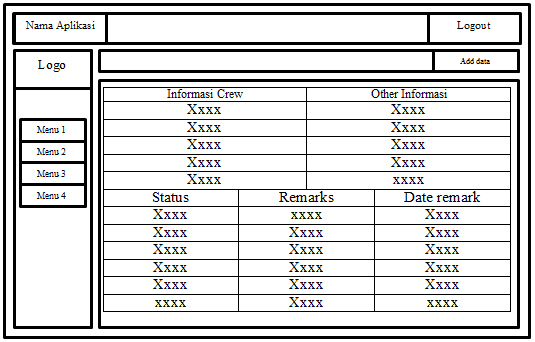 Nama Aplikasi Logout
Logo
Add data
Menu 1
Menu 2
Menu 3
Menu 4
Informasi Crew Other Informasi
Xxxx Xxxx
Xxxx Xxxx
Xxxx Xxxx
Xxxx Xxxx
Xxxx xxxx
Status Remarks Date remark
Xxxx xxxx Xxxx
Xxxx Xxxx Xxxx
Xxxx Xxxx Xxxx
Xxxx Xxxx Xxxx
Xxxx Xxxx Xxxx
xxxx Xxxx xxxx